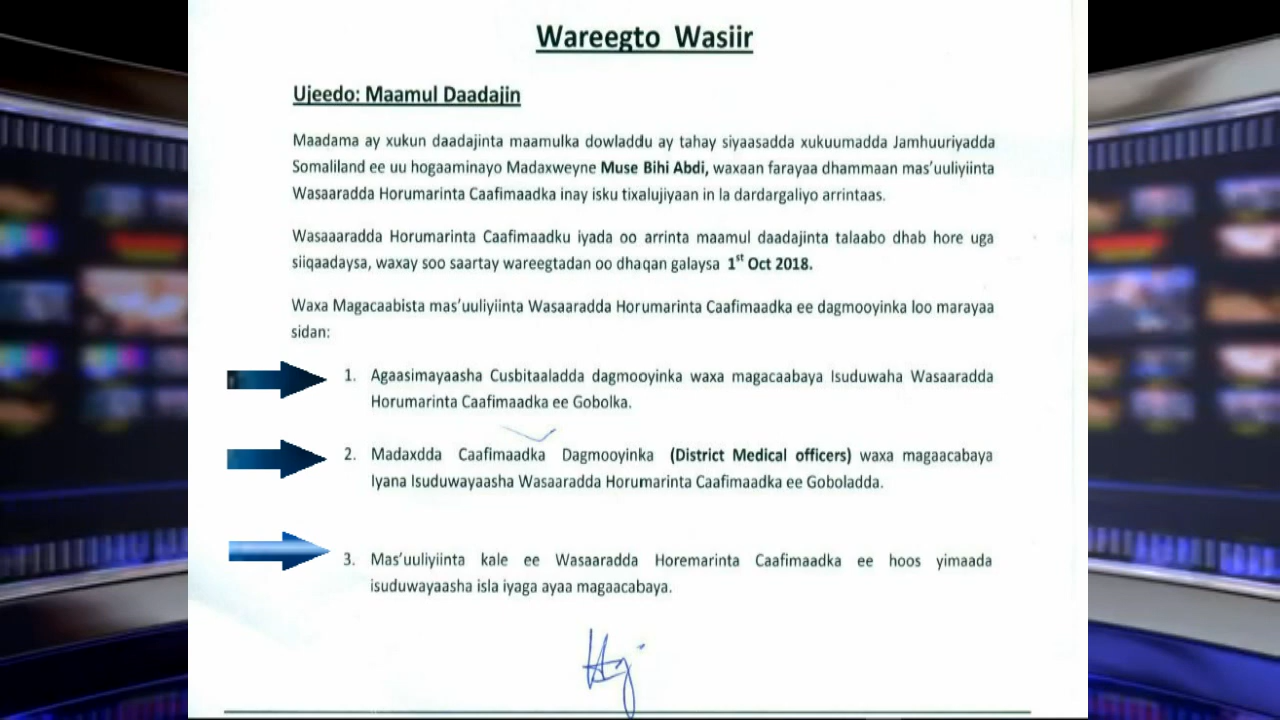 Wareegto Wasiir
Ujeedo: Maamul Daadajin
Maadama ay xukun daadajinta maamulka dowladdu ay tahay siyaasadda xukuumadda Jamhuuriyadda
Somaliland ee uu hogaaminayo Madaxweyne Muse Bihi Abdi, waxaan farayaa dhammaan mas'uuliyiinta
Wasaaradda Horumarinta Caafimaadka inay isku tixalujiyaan in la dardargaliyo arrintaas.
Wasaaaradda Horumarinta Caafimaadku iyada oo arrinta maamul daadajinta talaabo dhab hore uga
siiqaadaysa, waxay soo saartay wareegtadan oo dhaqan galaysa 1st Oct 2018.
Waxa Magacaabista mas'uuliyiinta Wasaaradda Horumarinta Caafimaadka ee dagmooyinka loo marayaa
sidan:
1. Agaasimayaasha Cusbitaaladda dagmooyinka waxa magacaabaya Isuduwaha Wasaaradda
Horumarinta Caafimaadka ee Gobolka.
2. Madaxdda Caafimaadka Dagmooyinka (District Medical officers) waxa magaacabaya
Iyana Isuduwayaasha Wasaaradda Horumarinta Caafimaadka ee Goboladda.
3. Mas'uuliyiinta kale ee Wasaaradda Horemarinta Caafimaadka ee hoos yimaada
isuduwayaasha isla iyaga ayaa magaacabaya.